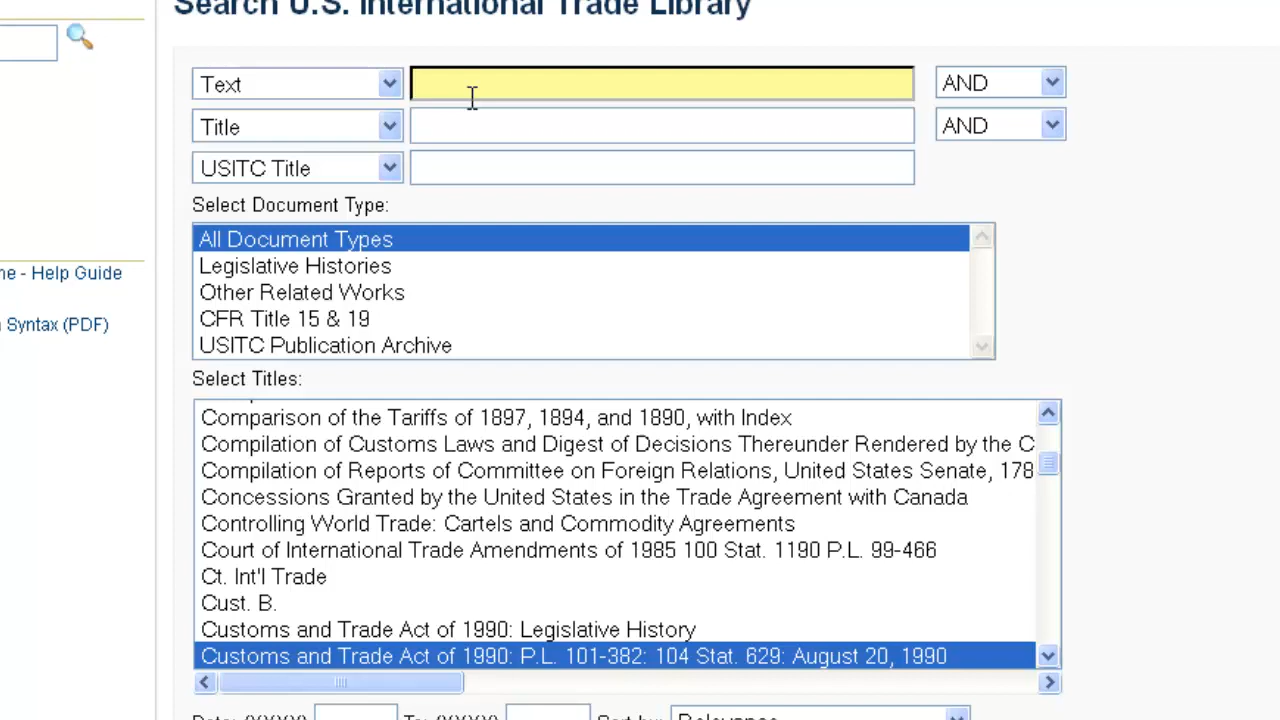 Search U.S. International Trade Library
Text AND
Title AND
USITC Title
Select Document Type:
All Document Types
ne - Help Guide
Legislative Histories
Other Related Works
CFR Title 15 & 19
Syntax (PDF)
USITC Publication Archive
Select Titles:
Comparison of the Tariffs of 1897, 1894, and 1890, with Index
Compilation of Customs Laws and Digest of Decisions Thereunder Rendered by the C
Compilation of Reports of Committee on Foreign Relations, United States Senate, 178
Concessions Granted by the United States in the Trade Agreement with Canada
Controlling World Trade: Cartels and Commodity Agreements
Court of International Trade Amendments of 1985 100 Stat. 1190 P.L. 99-466
Ct. Int'l Trade
Cust. B.
Customs and Trade Act of 1990: Legislative History
Customs and Trade Act of 1990: P.L. 101-382: 104 Stat. 629: August 20, 1990
Sort by: Relevance